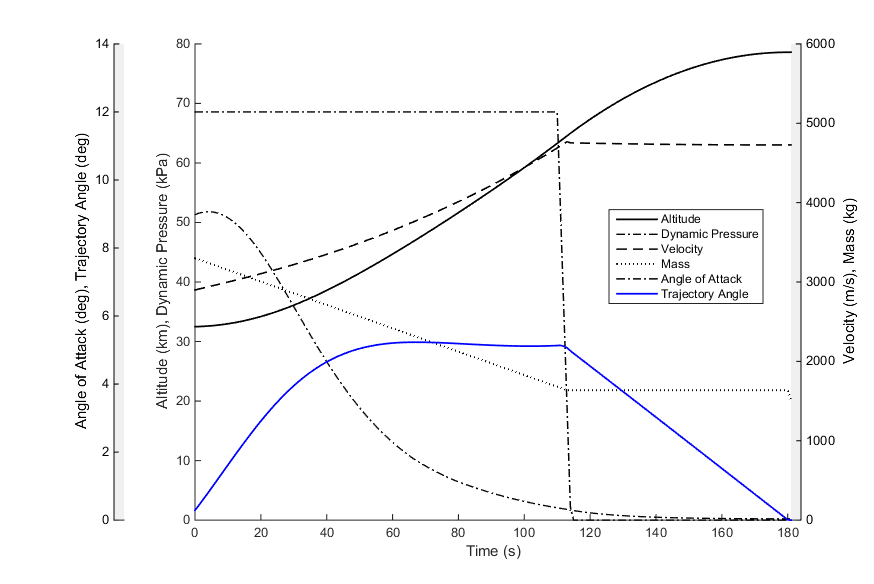 14
12
10
8
6
4
2
0
Angle of Attack (deg), Trajectory Angle (deg)
80
70
60
50
40
30
20
10
0
Altitude (km), Dynamic Pressure (kPa)
6000
5000
4000
3000
2000
1000
0
Velocity (m/s), Mass (kg)
Altitude
Dynamic Pressure
Velocity
Mass
Angle of Attack
Trajectory Angle
0 20 40 60 80 100 120 140 160 180
Time (s)